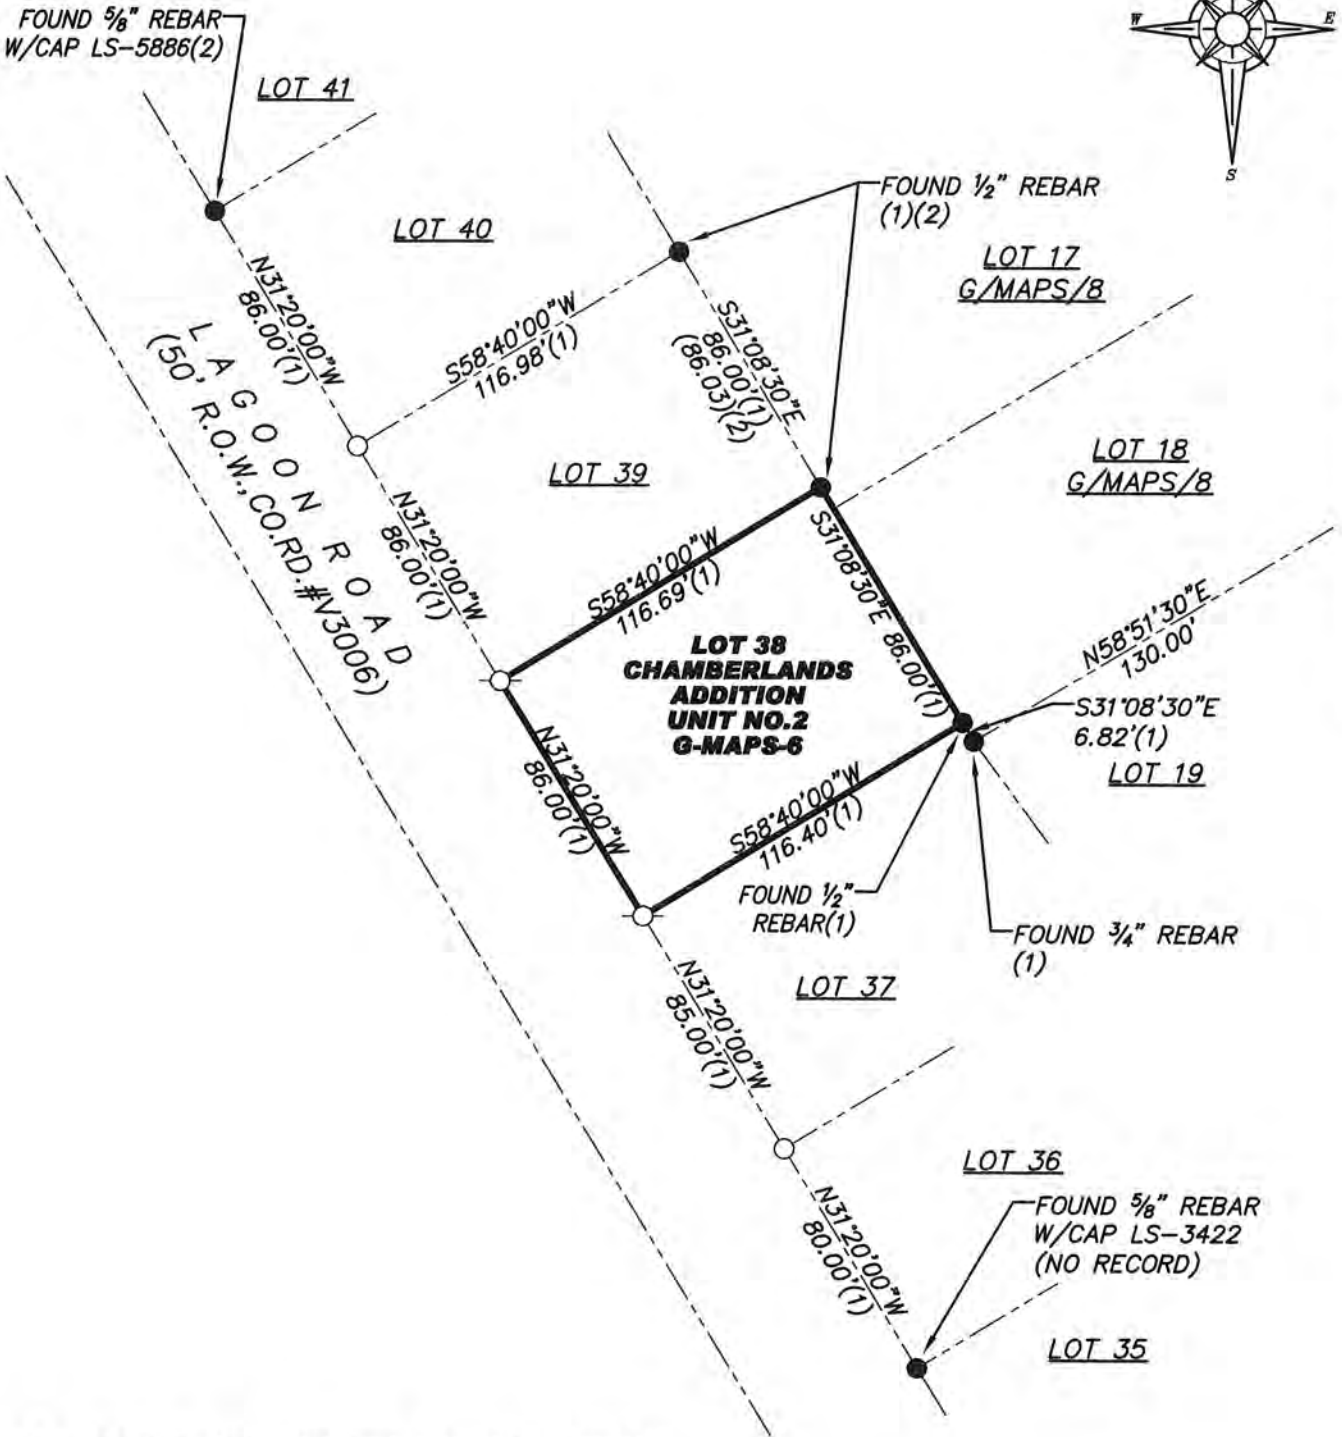 FOUND 5/8" REBAR
W/CAP LS-5886(2)
LOT 41
W
E
S
FOUND 1/2" REBAR
(1)(2)
LOT 40
LOT 17
G/MAPS/8
N31°20'00"W
86.00'(1)
S58°40'00"W
116.98'(1)
S31°08'30"E
86.00'(1)
(86.03)(2)
LAGOON ROAD
(50' R.O.W.,CO.RD.#V3006)
LOT 39
LOT 18
G/MAPS/8
N31°20'00"W
86.00'(1)
S58°40'00"W
116.69'(1)
S31°08'30"E 86.00'(1)
N58°51'30"E
130.00'
LOT 38
CHAMBERLANDS
ADDITION
UNIT NO.2
G-MAPS-6
S31°08'30"E
6.82'(1)
LOT 19
N31°20'00"W
86.00'(1)
S58°40'00"W
116.40'(1)
FOUND 1/2"
REBAR(1)
FOUND 3/4" REBAR
(1)
LOT 37
N31°20'00"W
85.00'(1)
LOT 36
FOUND 5/8" REBAR
W/CAP LS-3422
(NO RECORD)
N31°20'00"W
80.00'(1)
LOT 35